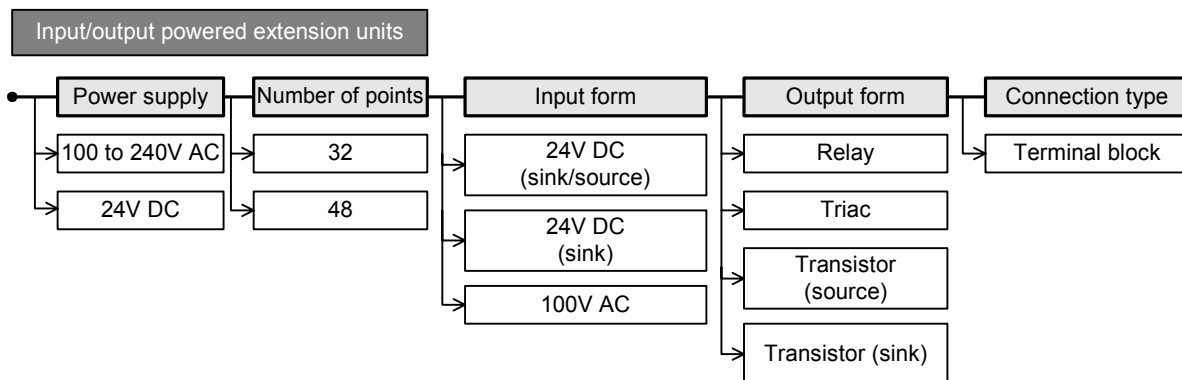 Input/output powered extension units
Power supply
Number of points
Input form
Output form
Connection type
100 to 240V AC
24V DC
32
48
24V DC
(sink/source)
24V DC
(sink)
100V AC
Relay
Triac
Transistor
(source)
Transistor (sink)
Terminal block